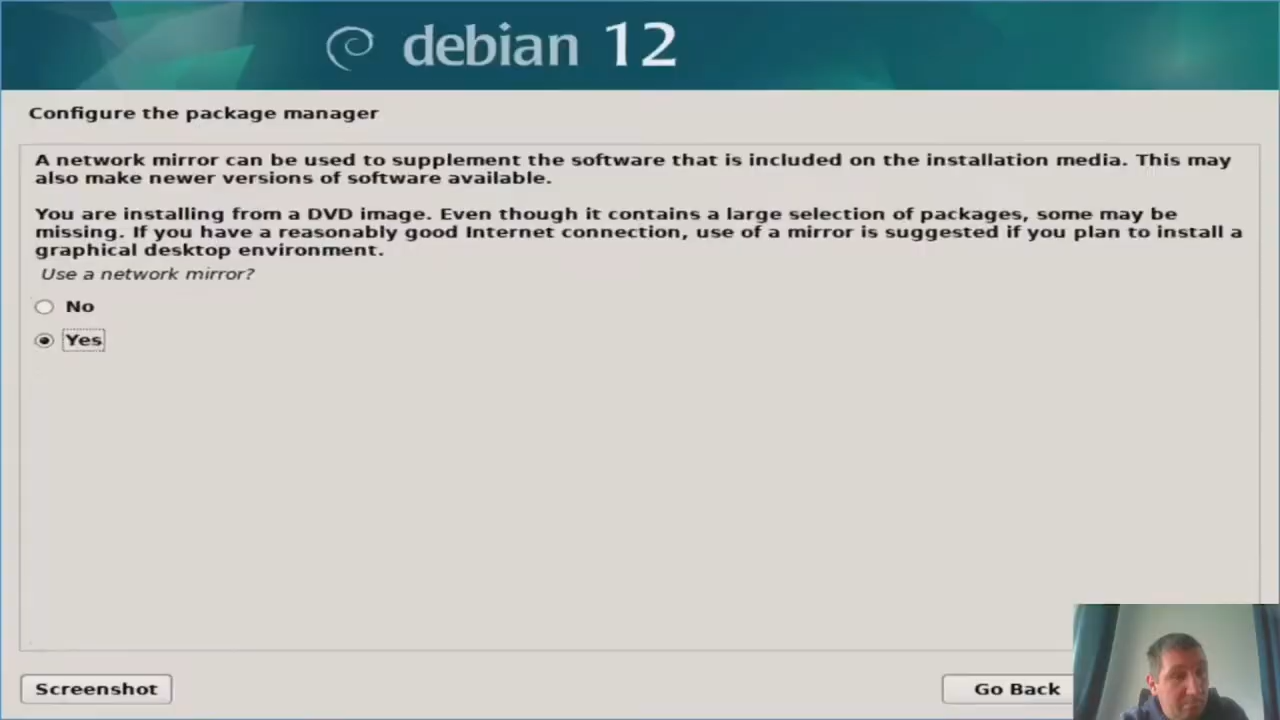 debian 12
Configure the package manager
A network mirror can be used to supplement the software that is included on the installation media. This may
also make newer versions of software available.
You are installing from a DVD image. Even though it contains a large selection of packages, some may be
missing. If you have a reasonably good Internet connection, use of a mirror is suggested if you plan to install a
graphical desktop environment.
Use a network mirror?
No
Yes
Screenshot
Go Back